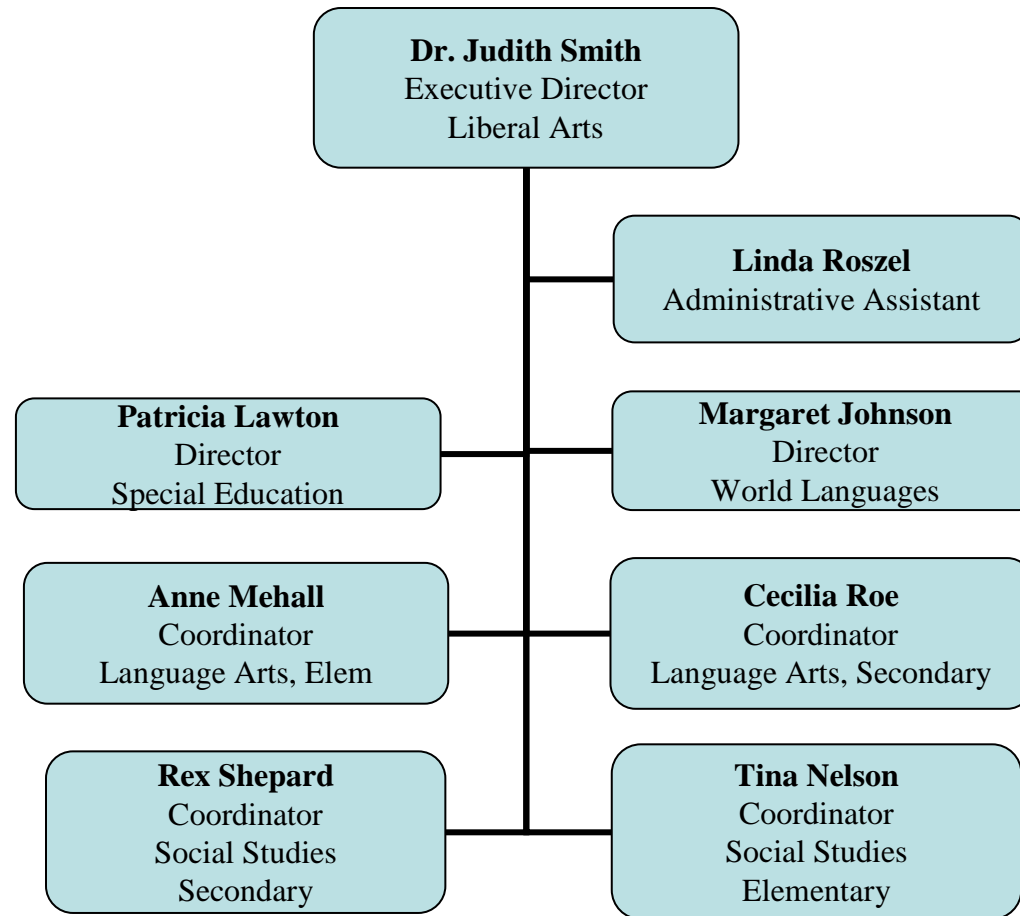 Dr. Judith Smith
Executive Director
Liberal Arts
Linda Roszel
Administrative Assistant
Patricia Lawton
Director
Special Education
Margaret Johnson
Director
World Languages
Anne Mehall
Coordinator
Language Arts, Elem
Cecilia Roe
Coordinator
Language Arts, Secondary
Rex Shepard
Coordinator
Social Studies
Secondary
Tina Nelson
Coordinator
Social Studies
Elementary